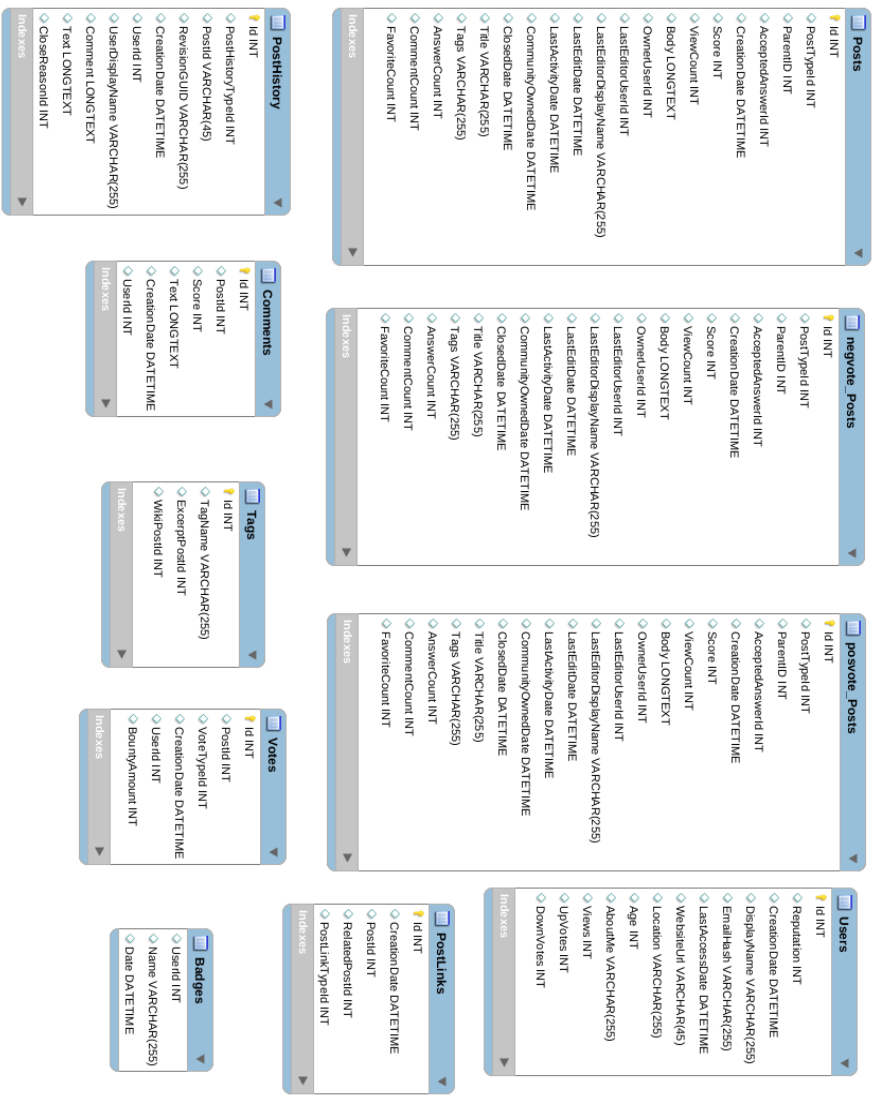 Posts
Id INT
PostTypeId INT
ParentID INT
AcceptedAnswerId INT
CreationDate DATETIME
Score INT
ViewCount INT
Body LONGTEXT
OwnerUserId INT
LastEditorUserId INT
LastEditorDisplayName VARCHAR(255)
LastEditDate DATETIME
LastActivityDate DATETIME
CommunityOwnedDate DATETIME
ClosedDate DATETIME
Title VARCHAR(255)
Tags VARCHAR(255)
AnswerCount INT
CommentCount INT
FavoriteCount INT
Indexes
negvote_Posts
Id INT
PostTypeId INT
ParentID INT
AcceptedAnswerId INT
CreationDate DATETIME
Score INT
ViewCount INT
Body LONGTEXT
OwnerUserId INT
LastEditorUserId INT
LastEditorDisplayName VARCHAR(255)
LastEditDate DATETIME
LastActivityDate DATETIME
CommunityOwnedDate DATETIME
ClosedDate DATETIME
Title VARCHAR(255)
Tags VARCHAR(255)
AnswerCount INT
CommentCount INT
FavoriteCount INT
Indexes
posvote_Posts
Id INT
PostTypeId INT
ParentID INT
AcceptedAnswerId INT
CreationDate DATETIME
Score INT
ViewCount INT
Body LONGTEXT
OwnerUserId INT
LastEditorUserId INT
LastEditorDisplayName VARCHAR(255)
LastEditDate DATETIME
LastActivityDate DATETIME
CommunityOwnedDate DATETIME
ClosedDate DATETIME
Title VARCHAR(255)
Tags VARCHAR(255)
AnswerCount INT
CommentCount INT
FavoriteCount INT
Indexes
Users
Id INT
Reputation INT
CreationDate DATETIME
DisplayName VARCHAR(255)
EmailHash VARCHAR(255)
LastAccessDate DATETIME
WebsiteUrl VARCHAR(45)
Location VARCHAR(255)
Age INT
AboutMe VARCHAR(255)
Views INT
UpVotes INT
DownVotes INT
Indexes
PostHistory
Id INT
PostHistoryTypeId INT
PostId VARCHAR(45)
RevisionGUID VARCHAR(255)
CreationDate DATETIME
UserId INT
UserDisplayName VARCHAR(255)
Comment LONGTEXT
Text LONGTEXT
CloseReasonId INT
Indexes
Comments
Id INT
PostId INT
Score INT
Text LONGTEXT
CreationDate DATETIME
UserId INT
Indexes
Tags
Id INT
TagName VARCHAR(255)
ExcerptPostId INT
WikiPostId INT
Indexes
Votes
Id INT
PostId INT
VoteTypeId INT
CreationDate DATETIME
UserId INT
BountyAmount INT
Indexes
PostLinks
Id INT
CreationDate DATETIME
PostId INT
RelatedPostId INT
PostLinkTypeId INT
Indexes
Badges
UserId INT
Name VARCHAR(255)
Date DATETIME